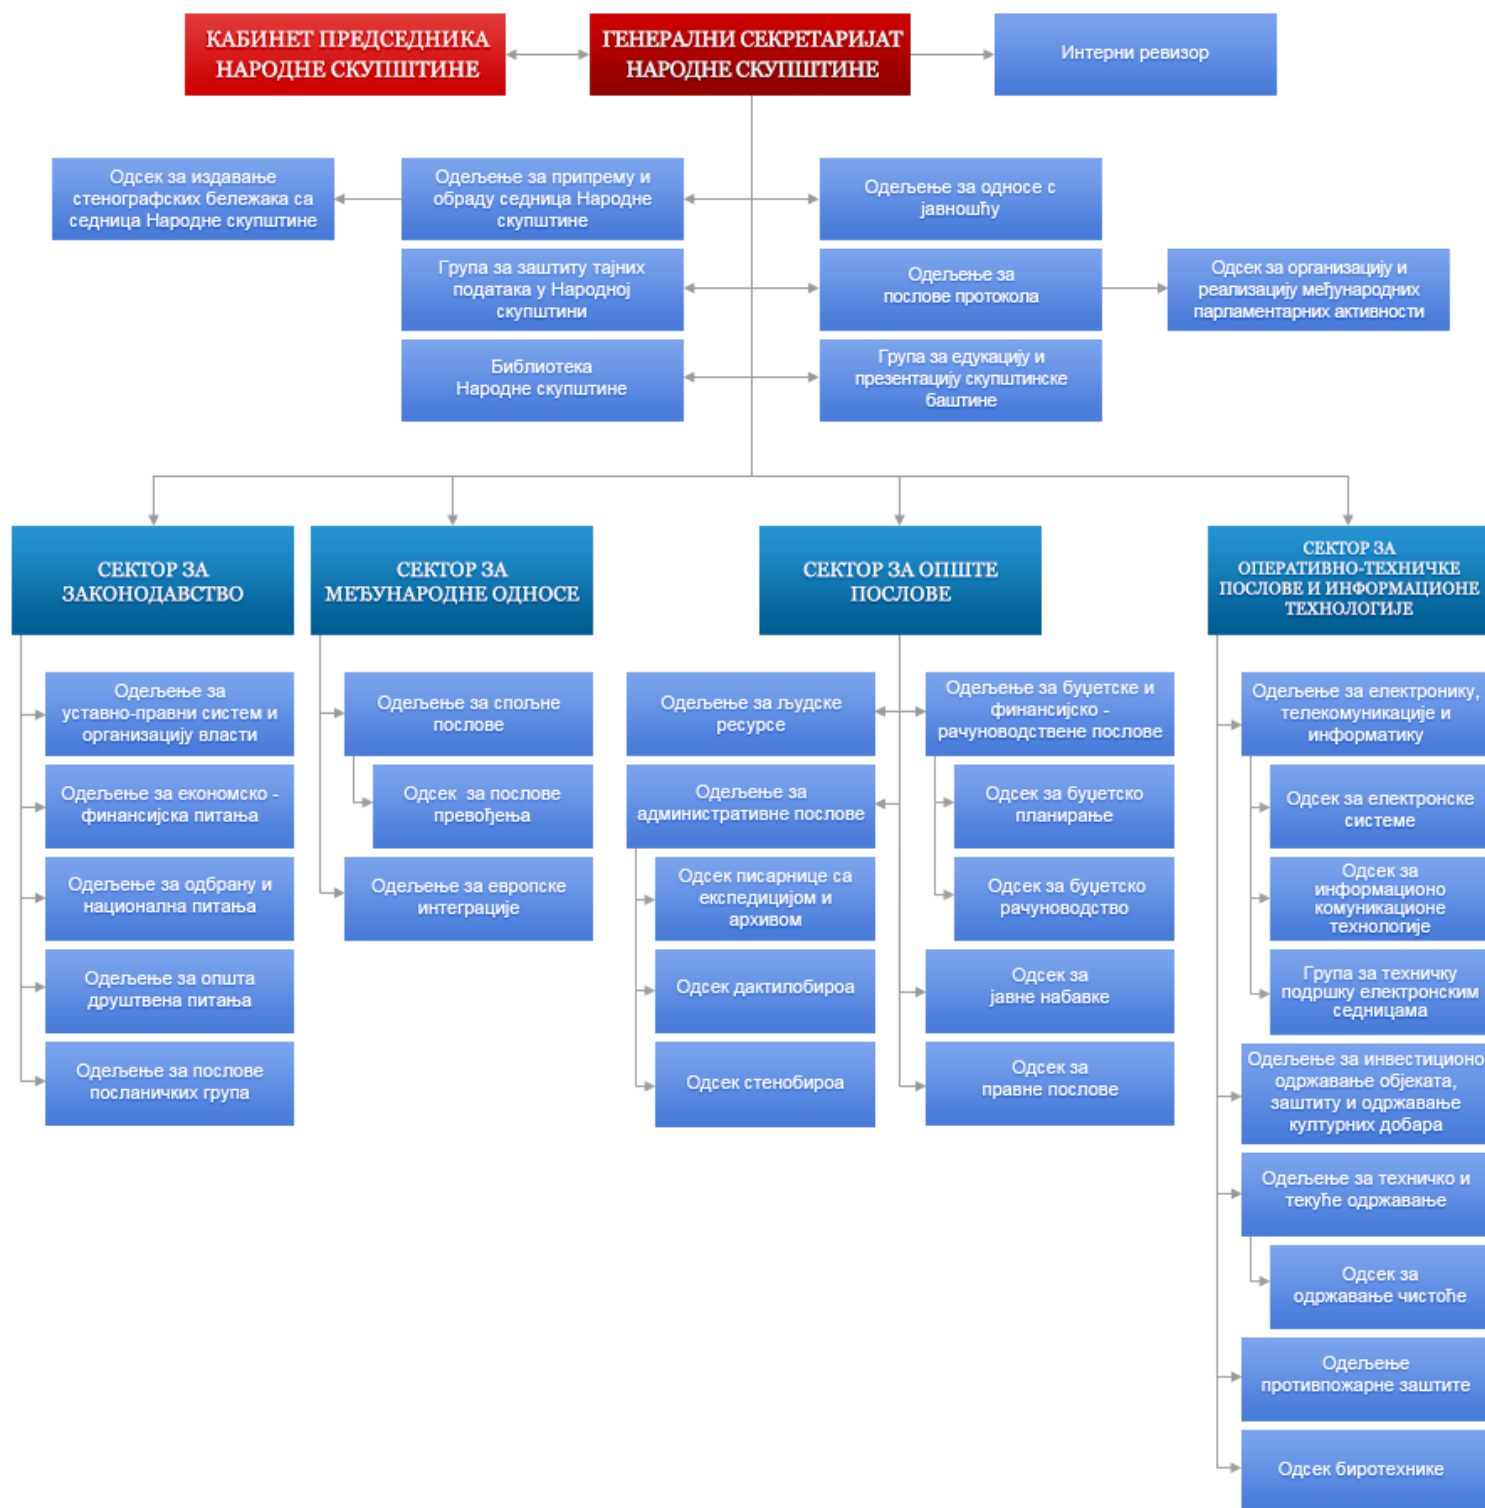 КАБИНЕТ ПРЕДСЕДНИКА
НАРОДНЕ СКУПШТИНЕ
ГЕНЕРАЛНИ СЕКРЕТАРИЈАТ
НАРОДНЕ СКУПШТИНЕ
Интерни ревизор
Одсек за издавање
стенографских бележака са
седница Народне скупштине
Одељење за припрему и
обраду седница Народне
скупштине
Одељење за односе с
јавношћу
Група за заштиту тајних
података у Народној
скупштини
Одељење за
послове протокола
Одсек за организацију и
реализацију међународних
парламентарних активности
Библиотека
Народне скупштине
Група за едукацију и
презентацију скупштинске
баштине
СЕКТОР ЗА
ЗАКОНОДАВСТВО
Одељење за
уставно-правни систем и
организацију власти
Одељење за економско -
финансијска питања
Одељење за одбрану и
национална питања
Одељење за општа
друштвена питања
Одељење за послове
посланичких група
СЕКТОР ЗА
МЕЂУНАРОДНЕ ОДНОСЕ
Одељење за спољне
послове
Одсек за послове
превођења
Одељење за европске
интеграције
СЕКТОР ЗА ОПШТЕ
ПОСЛОВЕ
Одељење за људске
ресурсе
Одељење за
административне послове
Одсек писарнице са
експедицијом и
архивом
Одсек дактилобироа
Одсек стенобироа
Одељење за буџетске и
финансијско -
рачуноводствене послове
Одсек за буџетско
планирање
Одсек за буџетско
рачуноводство
Одсек за
јавне набавке
Одсек за
правне послове
СЕКТОР ЗА
ОПЕРАТИВНО-ТЕХНИЧКЕ
ПОСЛОВЕ И ИНФОРМАЦИОНЕ
ТЕХНОЛОГИЈЕ
Одељење за електронику,
телекомуникације и
информатику
Одсек за електронске
системе
Одсек за
информационо
комуникационе
технологије
Група за техничку
подршку електронским
седницама
Одељење за инвестиционо
одржавање објеката,
заштиту и одржавање
културних добара
Одељење за техничко и
текуће одржавање
Одсек за
одржавање чистоће
Одељење
противпожарне заштите
Одсек биротехнике